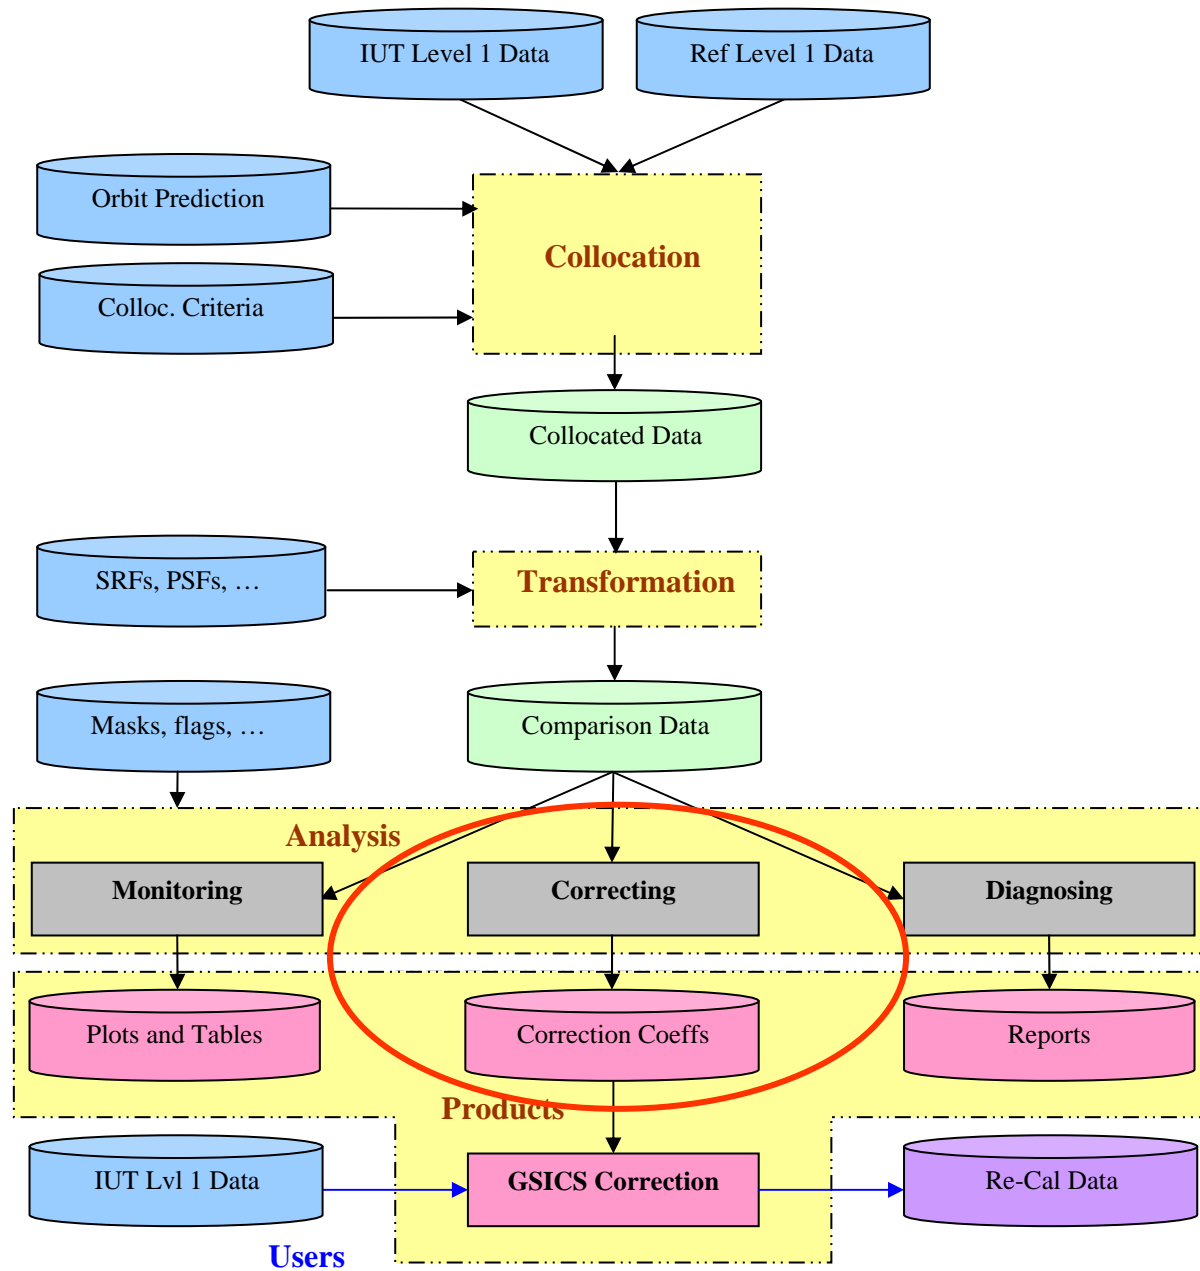 IUT Level 1 Data
Ref Level 1 Data
Orbit Prediction
Collocation
Colloc. Criteria
Collocated Data
SRFs, PSFs, …
Transformation
Masks, flags, …
Comparison Data
Analysis
Monitoring
Correcting
Diagnosing
Plots and Tables
Correction Coeffs
Reports
Products
IUT Lvl 1 Data
GSICS Correction
Re-Cal Data
Users